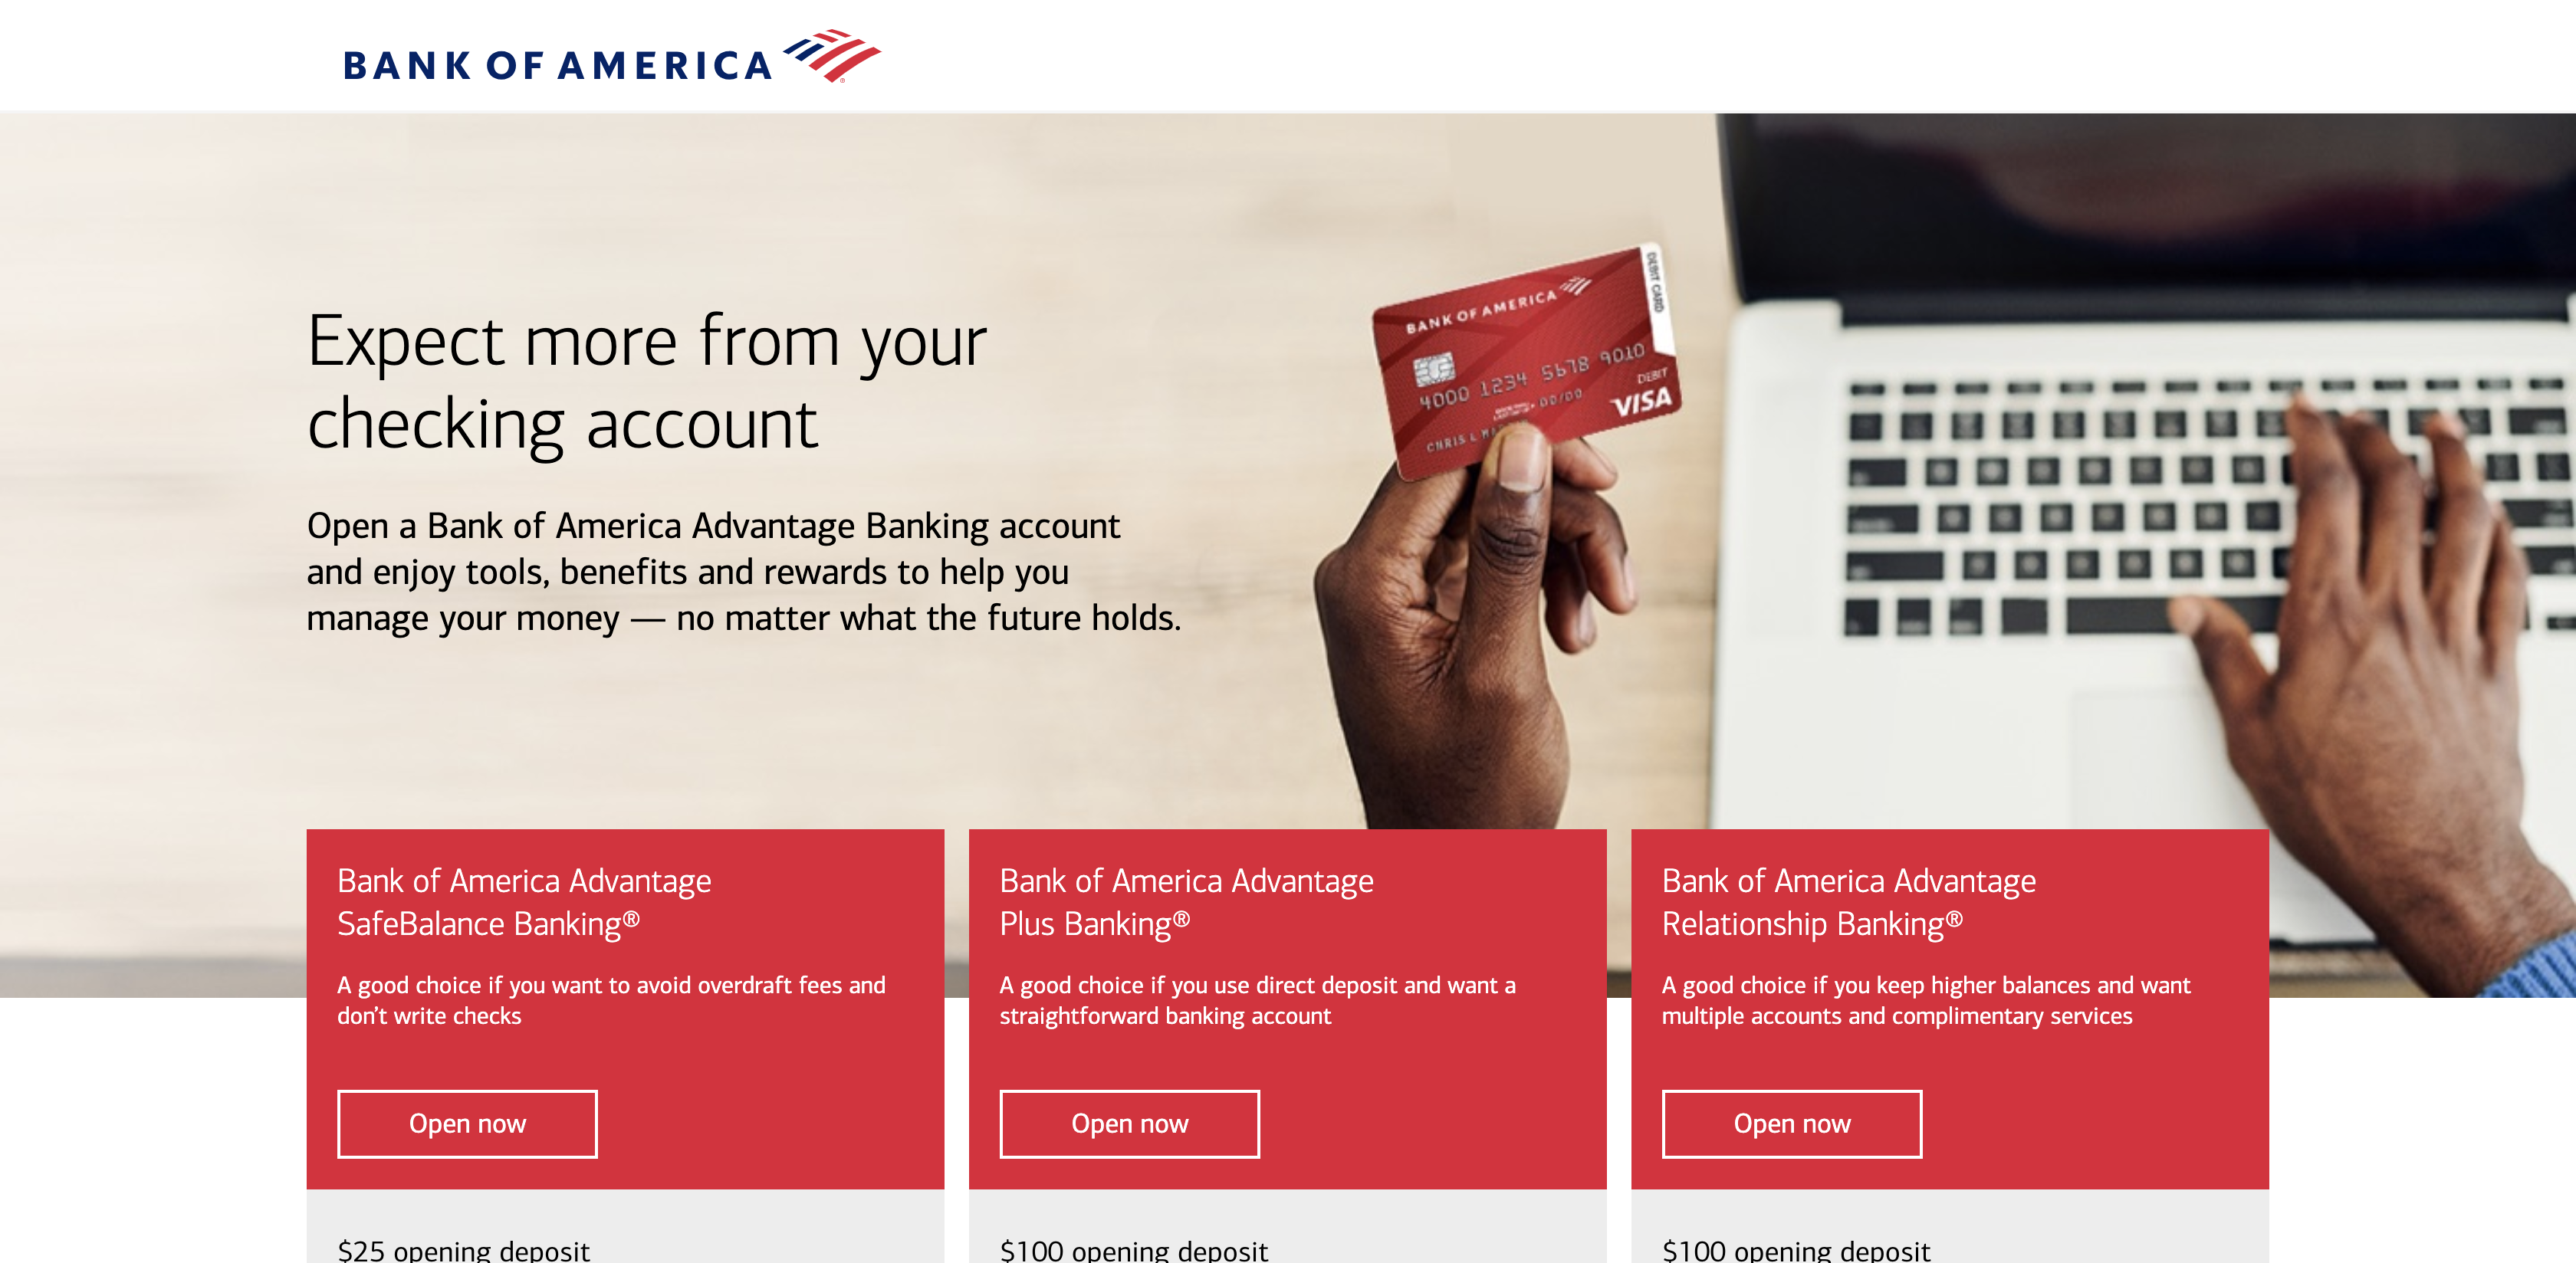 BANK OF AMERICA
Expect more from your
checking account
Open a Bank of America Advantage Banking account
and enjoy tools, benefits and rewards to help you
manage your money — no matter what the future holds.
BANK OF AMERICA
DEBIT CARD
4000 1234 5678 9010
00/00
DEBIT
VISA
CHRIS L
Bank of America Advantage
SafeBalance Banking®
A good choice if you want to avoid overdraft fees and
don't write checks
Open now
$25 opening deposit
Bank of America Advantage
Plus Banking®
A good choice if you use direct deposit and want a
straightforward banking account
Open now
$100 opening deposit
Bank of America Advantage
Relationship Banking®
A good choice if you keep higher balances and want
multiple accounts and complimentary services
Open now
$100 opening deposit